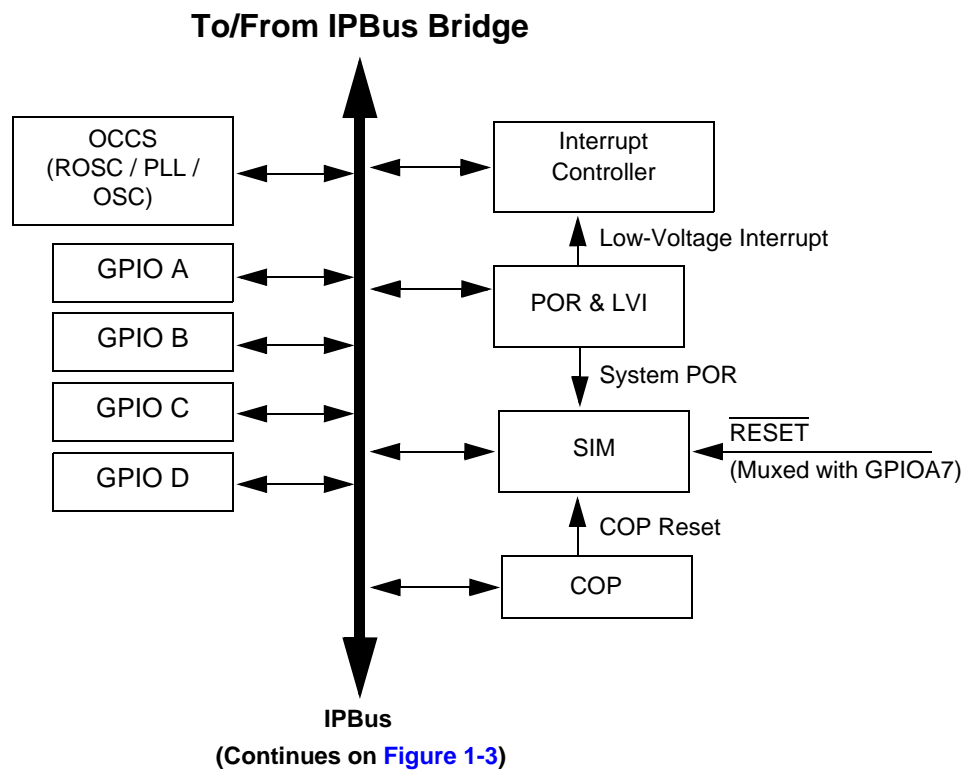 To/From IPBus Bridge
OCCS
(ROSC / PLL /
OSC)
GPIO A
GPIO B
GPIO C
GPIO D
Interrupt
Controller
Low-Voltage Interrupt
POR & LVI
System POR
SIM
RESET
(Muxed with GPIOA7)
COP Reset
COP
IPBus
(Continues on Figure 1-3)